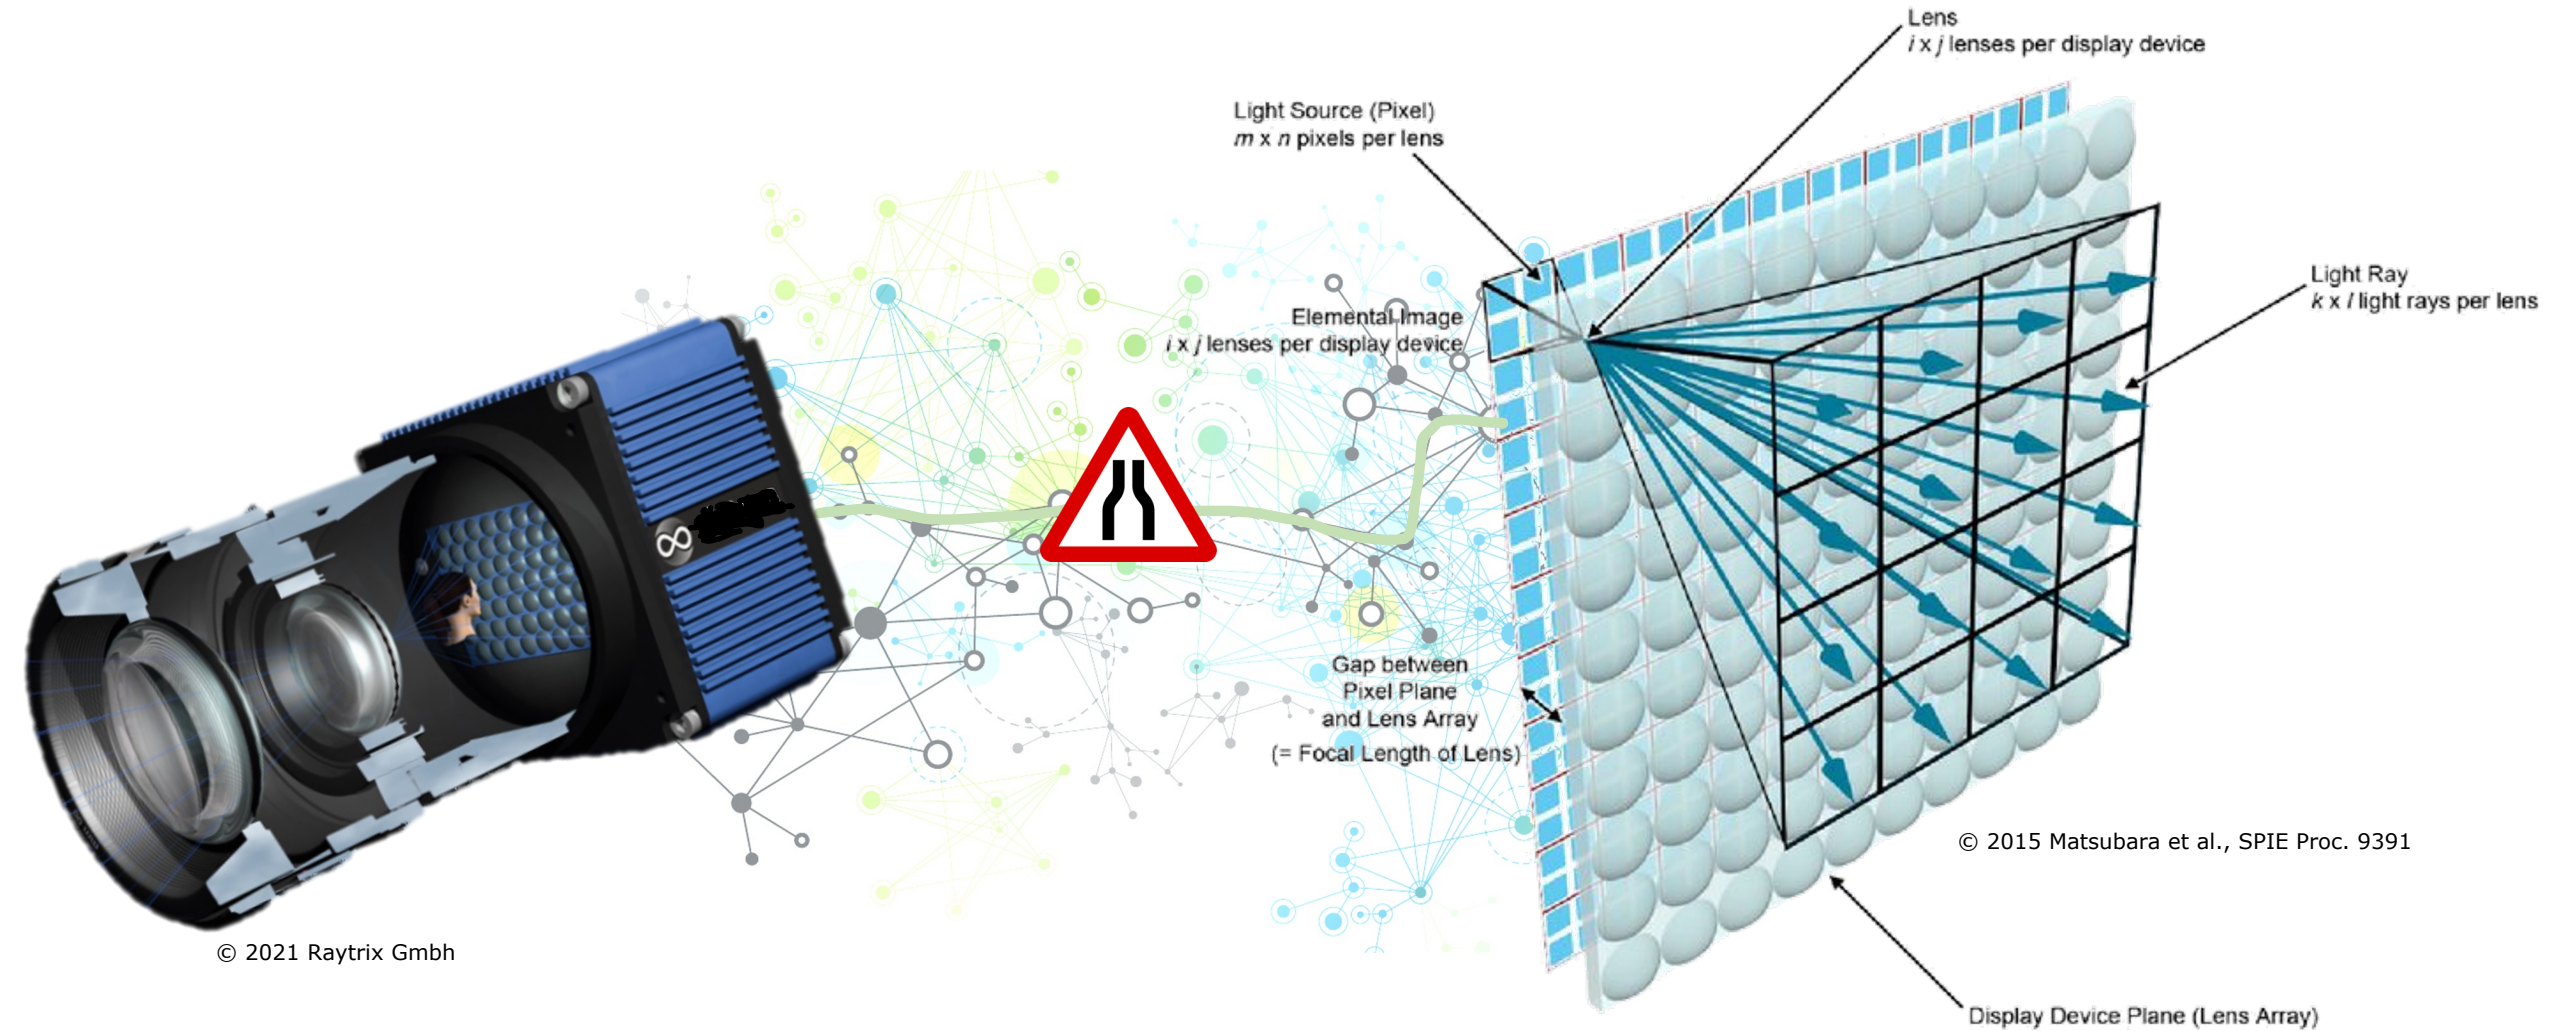 Lens
i x j lenses per display device
Light Source (Pixel)
m x n pixels per lens
Light Ray
k x l light rays per lens
Elemental Image
i x j lenses per display device
Gap between
Pixel Plane
and Lens Array
(= Focal Length of Lens)
© 2015 Matsubara et al., SPIE Proc. 9391
© 2021 Raytrix Gmbh
Display Device Plane (Lens Array)